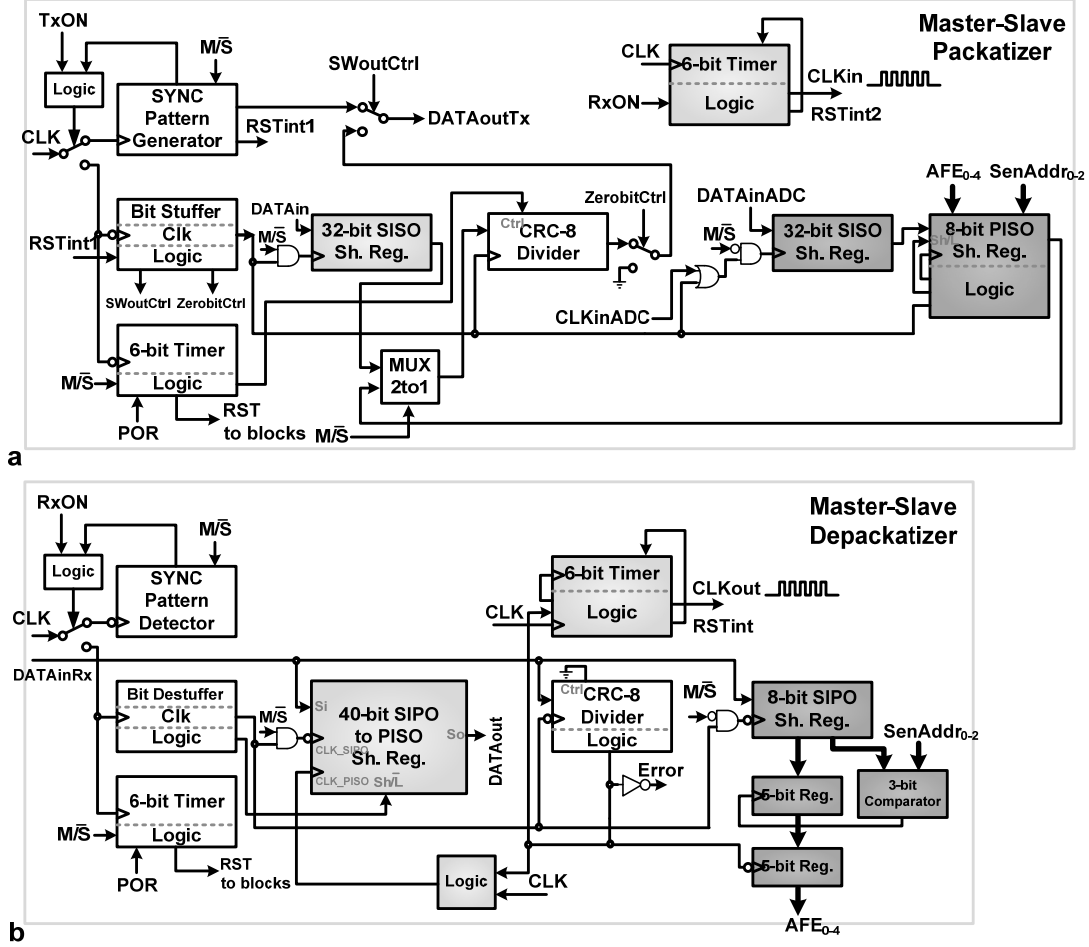 TxON
M/S̅
Master-Slave
Packatizer
Logic
SYNC
Pattern
Generator
SWoutCtrl
DATAoutTx
RSTint1
CLK
CLK
6-bit Timer
Logic
RxON
CLKin
RSTint2
Bit Stuffer
Clk
Logic
RSTint1
SWoutCtrl
ZerobitCtrl
DATAin
M/S̅
32-bit SISO
Sh. Reg.
Ctrl
CRC-8
Divider
ZerobitCtrl
DATAinADC
M/S̅
32-bit SISO
Sh. Reg.
AFE0-4
SenAddr0-2
8-bit PISO
Sh/L
Sh. Reg.
Logic
CLKinADC
6-bit Timer
Logic
M/S̅
POR
RST
to blocks
MUX
2to1
M/S̅
a
RxON
M/S̅
Master-Slave
Depackatizer
Logic
SYNC
Pattern
Detector
CLK
6-bit Timer
Logic
CLK
CLKout
RSTint
DATAinRx
Bit Destuffer
Clk
Logic
M/S̅
Si
40-bit SIPO
to PISO
Sh. Reg.
So
CLK_SIPO
CLK_PISO
Sh/L̅
DATAout
Ctrl
CRC-8
Divider
Logic
Error
M/S̅
8-bit SIPO
Sh. Reg.
SenAddr0-2
5-bit Reg.
3-bit
Comparator
5-bit Reg.
AFE0-4
6-bit Timer
Logic
M/S̅
POR
RST
to blocks
Logic
CLK
b